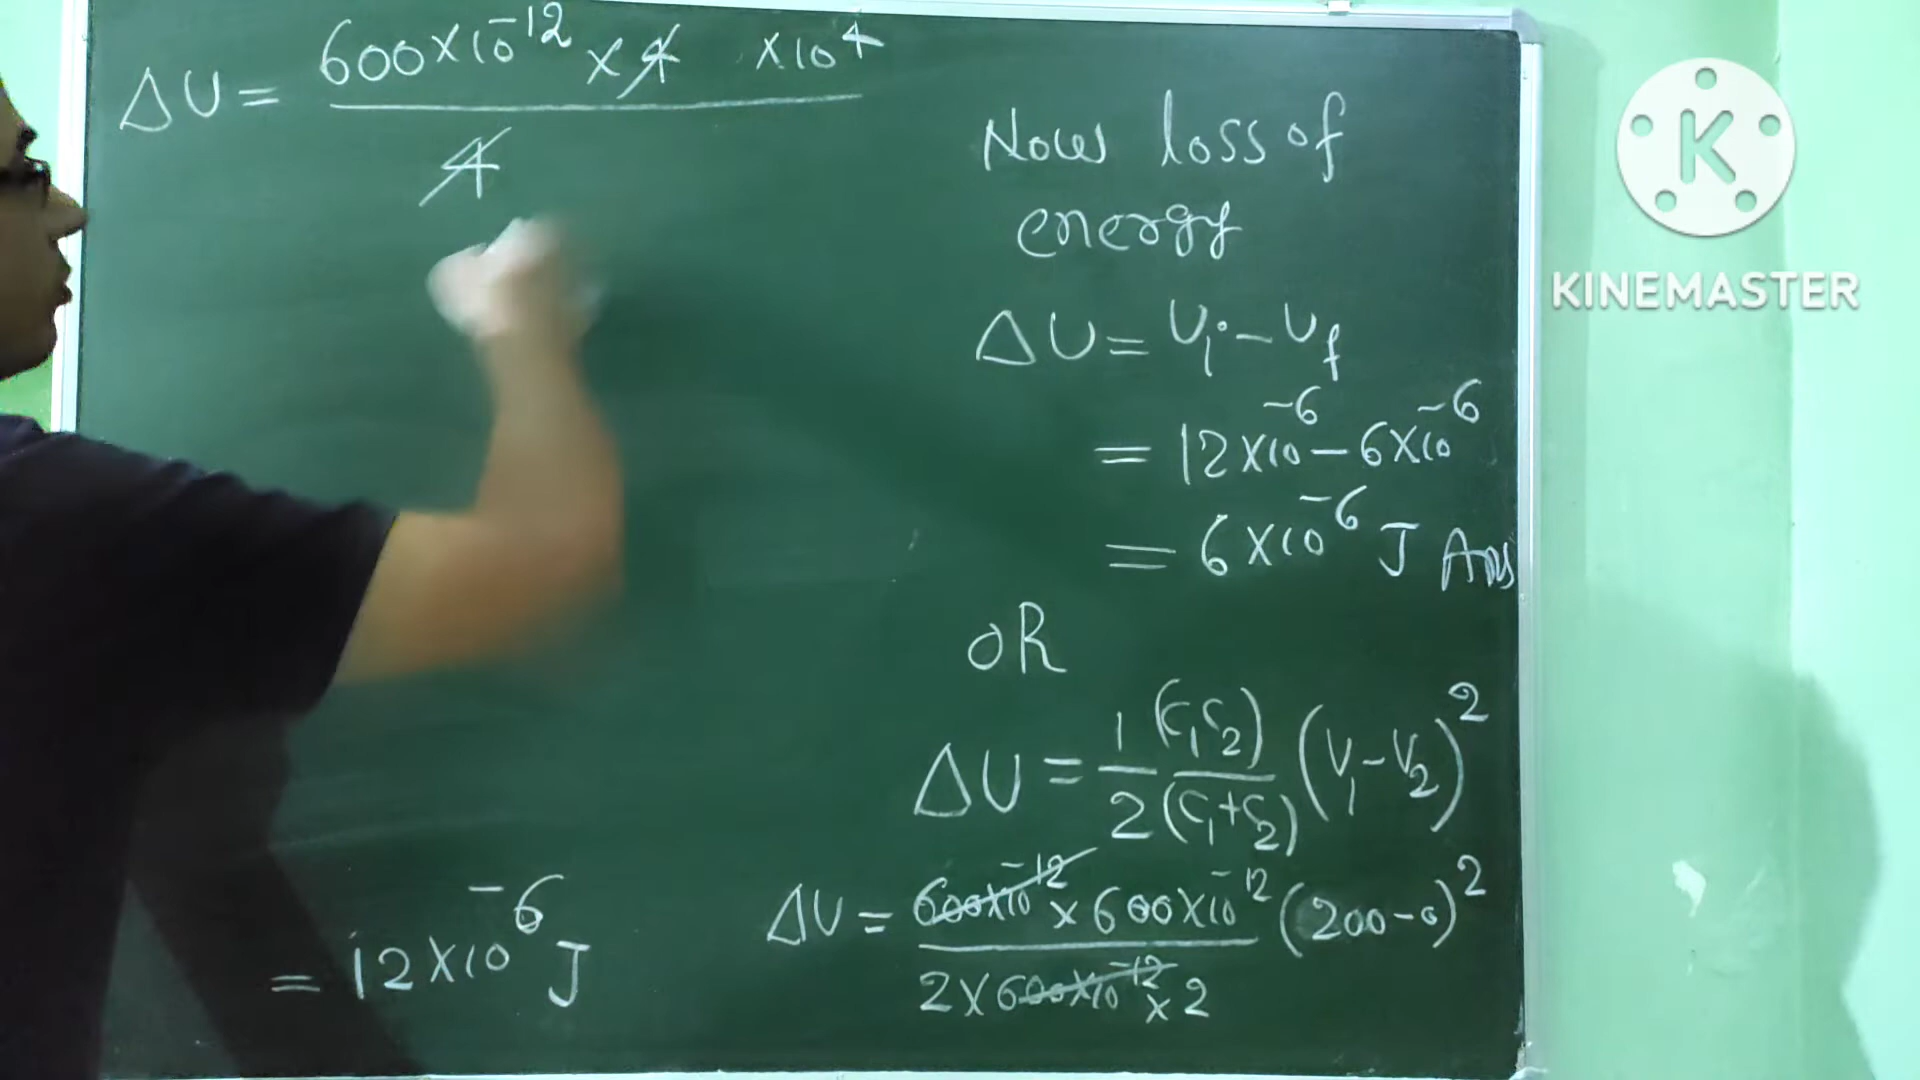 ΔU = 600×10⁻¹² × 4 ×10⁴
4
= 12×10⁻⁶ J
Now loss of
energy
ΔU = Ui - Uf
= 12×10⁻⁶ - 6×10⁻⁶
= 6×10⁻⁶ J Ans
OR
ΔU = 1 (C₁C₂) (V₁-V₂)²
2 (C₁+C₂)
ΔU = 600×10⁻¹² × 600×10⁻¹² (200-0)²
2×600×10⁻¹² × 2
K
KINEMASTER